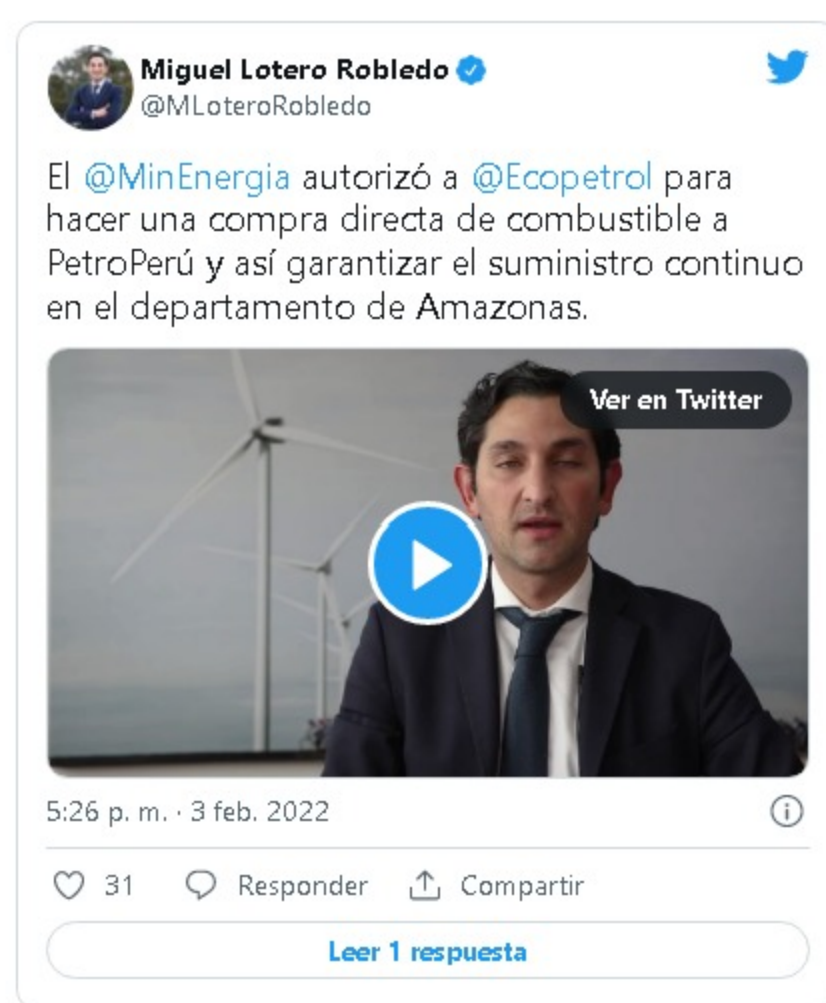 Miguel Lotero Robledo
@MLoteroRobledo
El @MinEnergia autorizó a @Ecopetrol para
hacer una compra directa de combustible a
PetroPerú y así garantizar el suministro continuo
en el departamento de Amazonas.
Ver en Twitter
5:26 p. m. · 3 feb. 2022
31 Responder Compartir
Leer 1 respuesta